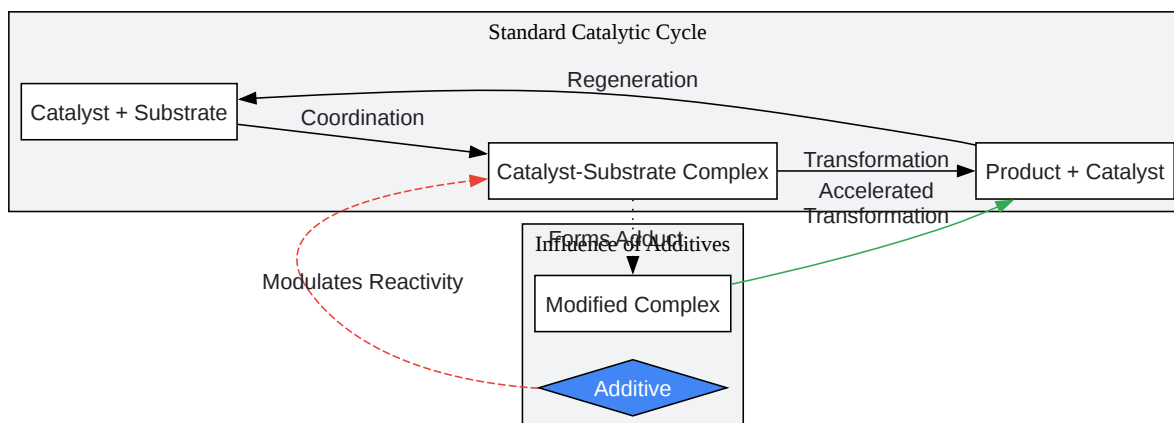 Standard Catalytic Cycle
Regeneration
Catalyst + Substrate
Coordination
Catalyst-Substrate Complex
Transformation
Product + Catalyst
Accelerated
Transformation
Forms Adduct
Influence of Additives
Modulates Reactivity
Modified Complex
Additive